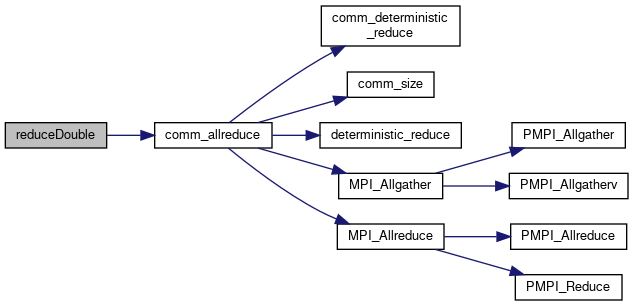 comm_deterministic
_reduce
comm_size
reduceDouble
comm_allreduce
deterministic_reduce
PMPI_Allgather
MPI_Allgather
PMPI_Allgatherv
MPI_Allreduce
PMPI_Allreduce
PMPI_Reduce